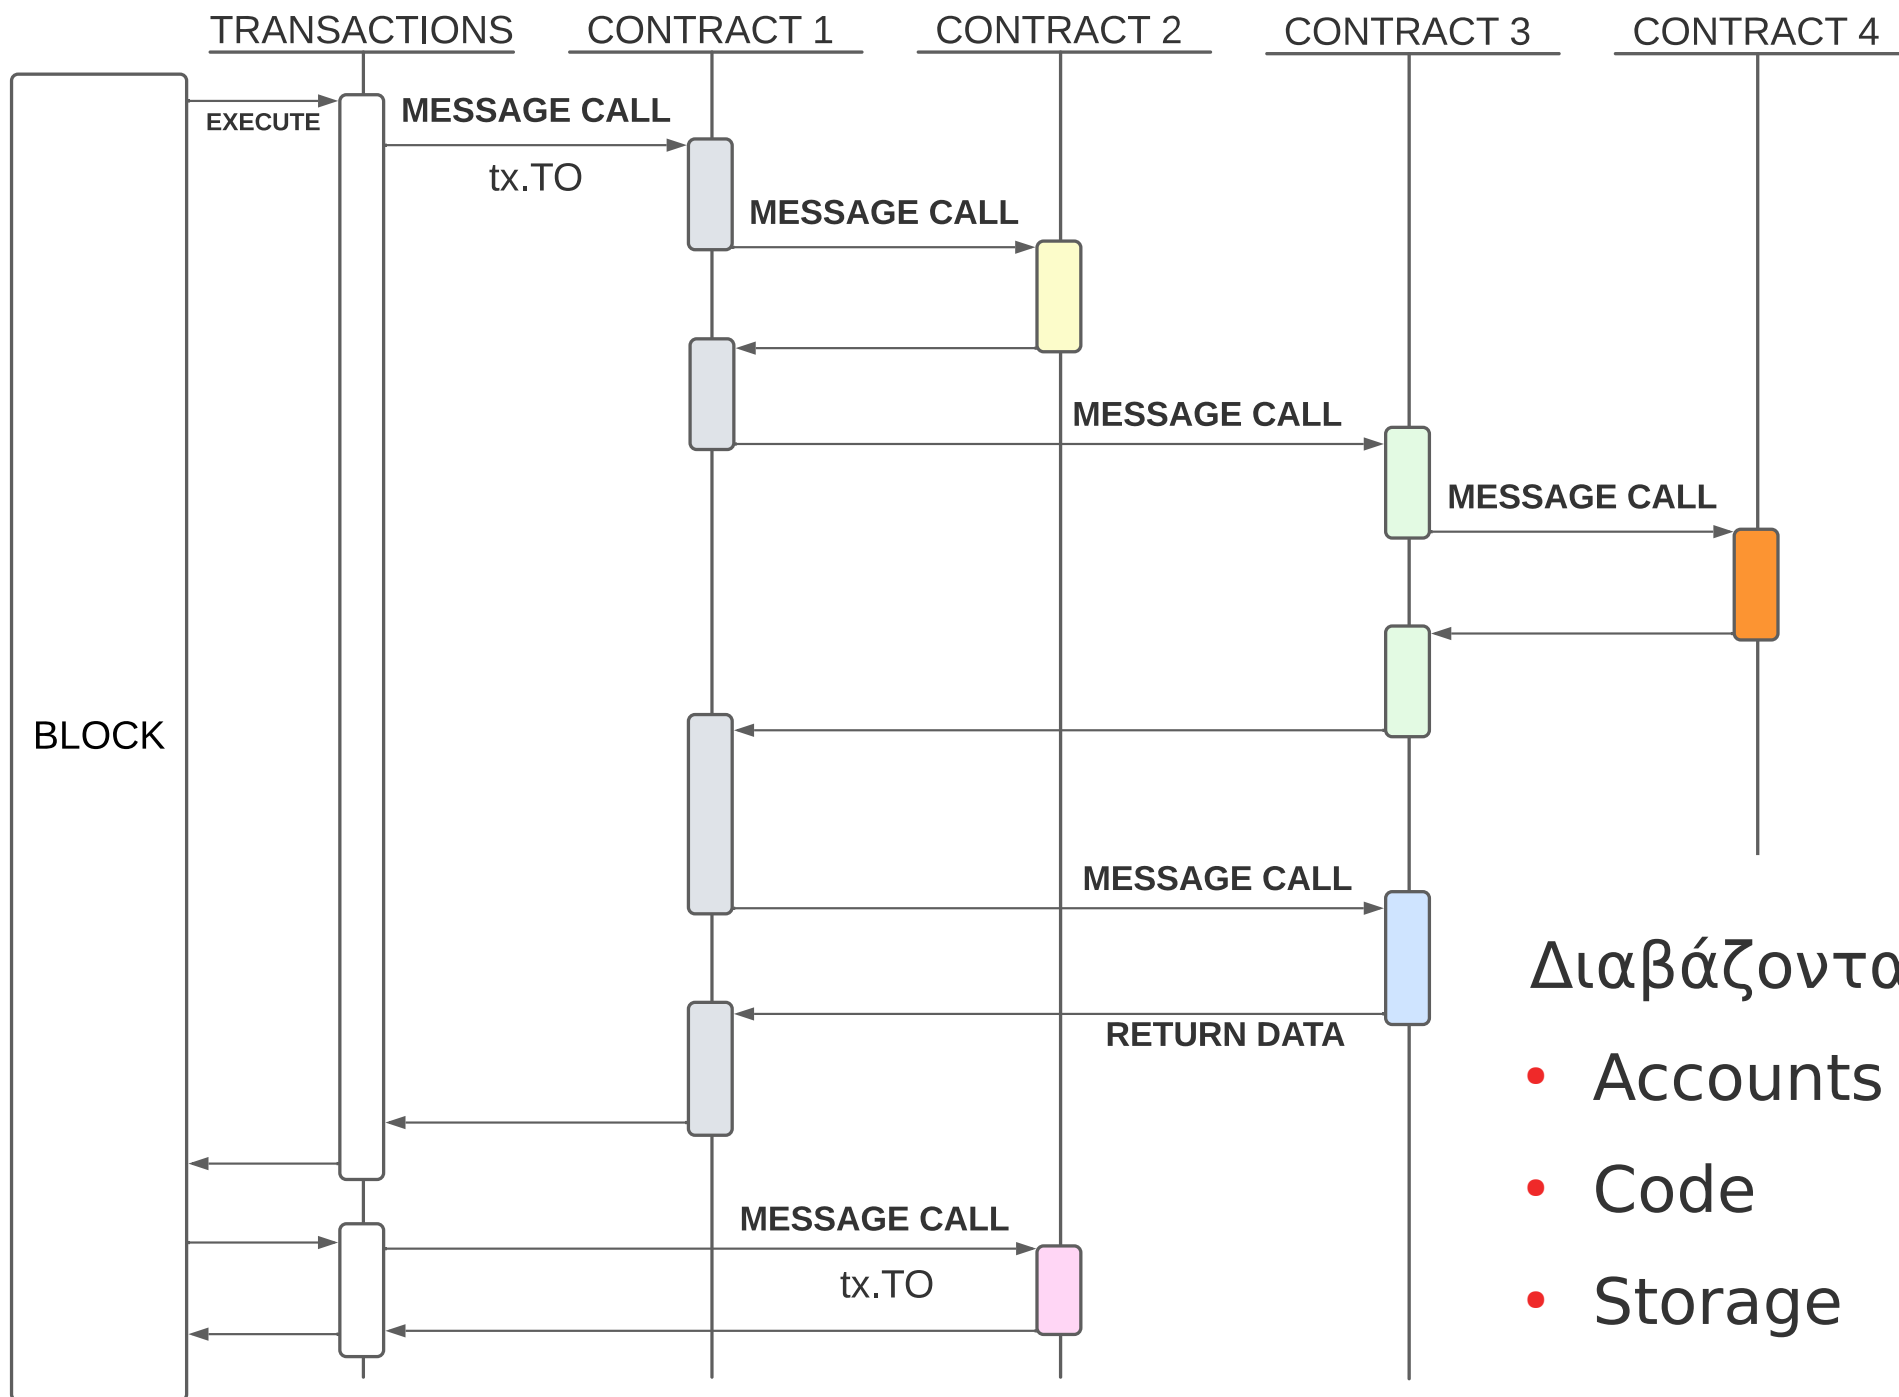 TRANSACTIONS
CONTRACT 1
CONTRACT 2
CONTRACT 3
CONTRACT 4
EXECUTE
MESSAGE CALL
tx.TO
MESSAGE CALL
MESSAGE CALL
MESSAGE CALL
BLOCK
MESSAGE CALL
RETURN DATA
MESSAGE CALL
tx.TO
• Accounts
• Code
• Storage